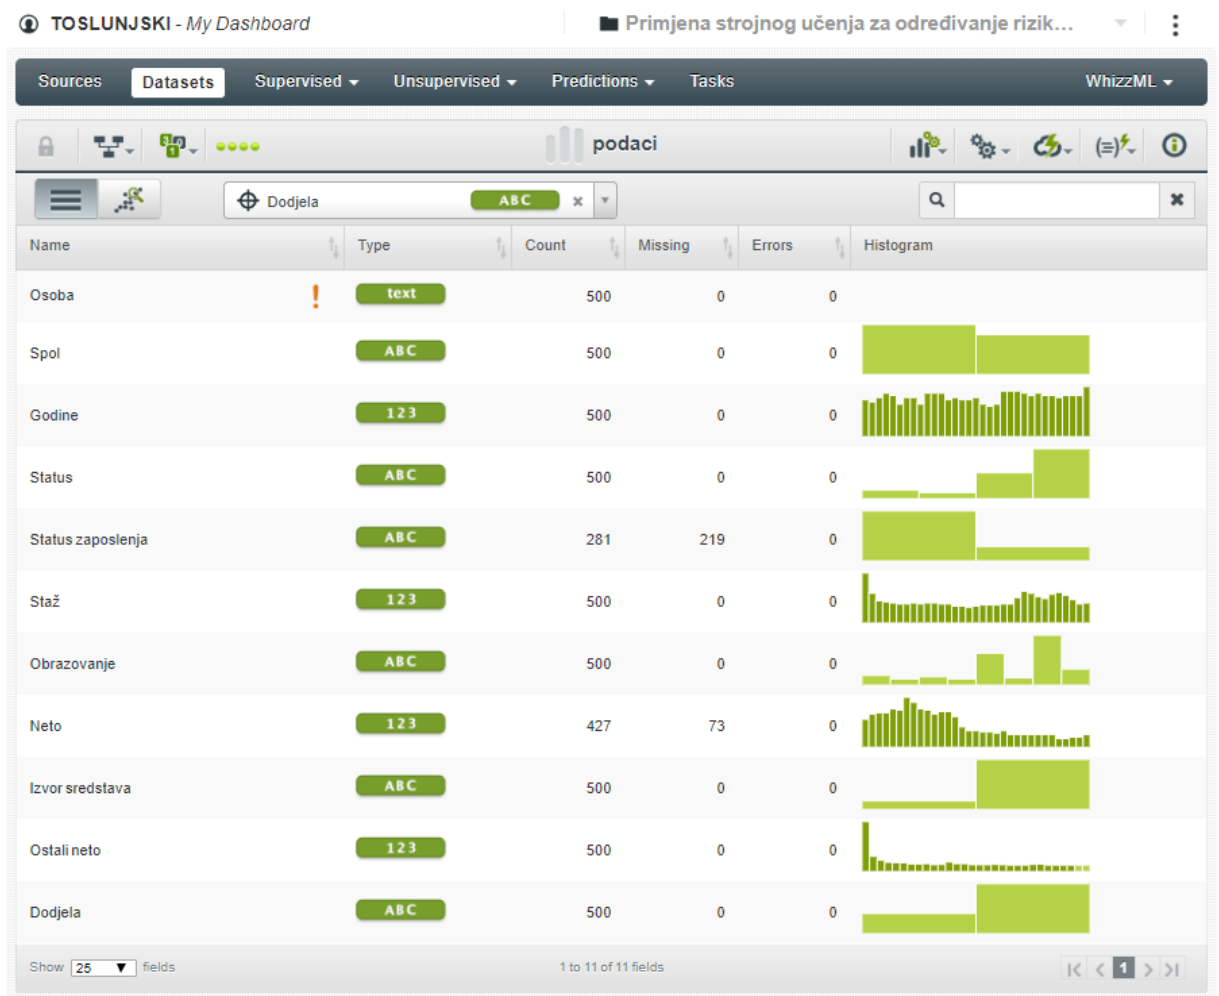 TOSLUNJSKI - My Dashboard Primjena strojnog učenja za određivanje rizik...
Sources Datasets Supervised Unsupervised Predictions Tasks WhizzML
podaci
Dodjela ABC
Name Type Count Missing Errors Histogram
Osoba text 500 0 0
Spol ABC 500 0 0
Godine 123 500 0 0
Status ABC 500 0 0
Status zaposlenja ABC 281 219 0
Staž 123 500 0 0
Obrazovanje ABC 500 0 0
Neto 123 427 73 0
Izvor sredstava ABC 500 0 0
Ostali neto 123 500 0 0
Dodjela ABC 500 0 0
Show 25 fields 1 to 11 of 11 fields 1